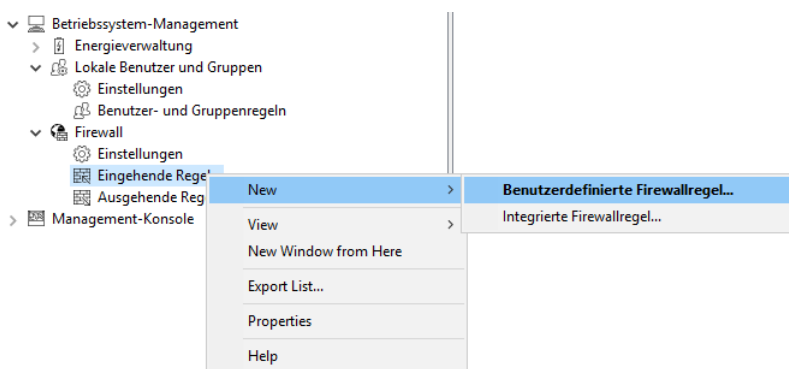 Betriebssystem-Management
Energieverwaltung
Lokale Benutzer und Gruppen
Einstellungen
Benutzer- und Gruppenregeln
Firewall
Einstellungen
Eingehende Regel
Ausgehende Reg
Management-Konsole
New
View
New Window from Here
Export List...
Properties
Help
Benutzerdefinierte Firewallregel...
Integrierte Firewallregel...